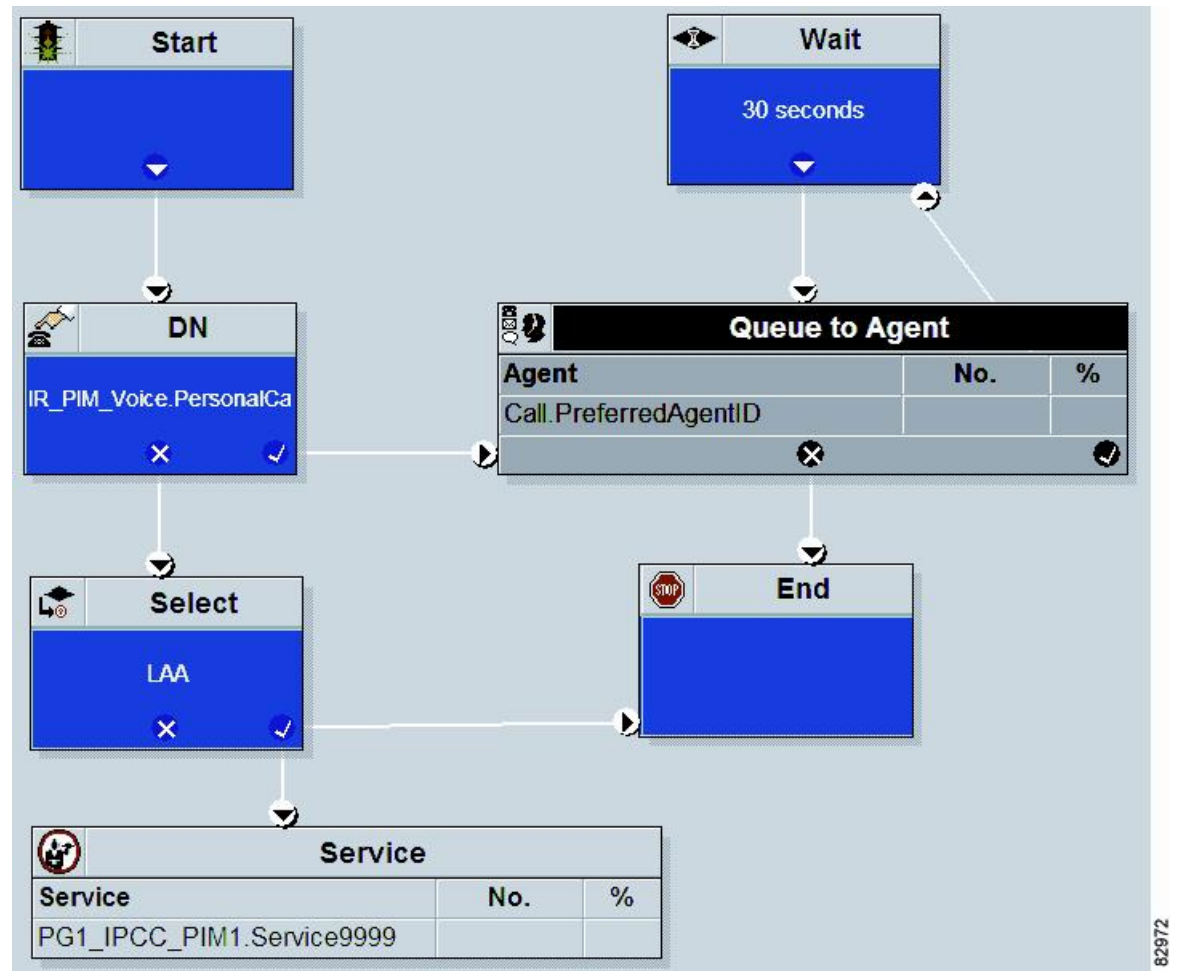 Start
Wait
30 seconds
DN
IR_PIM_Voice.PersonalCa
Queue to Agent
Agent No. %
Call.PreferredAgentID
Select
LAA
End
STOP
Service
Service No. %
PG1_IPCC_PIM1.Service9999
82972